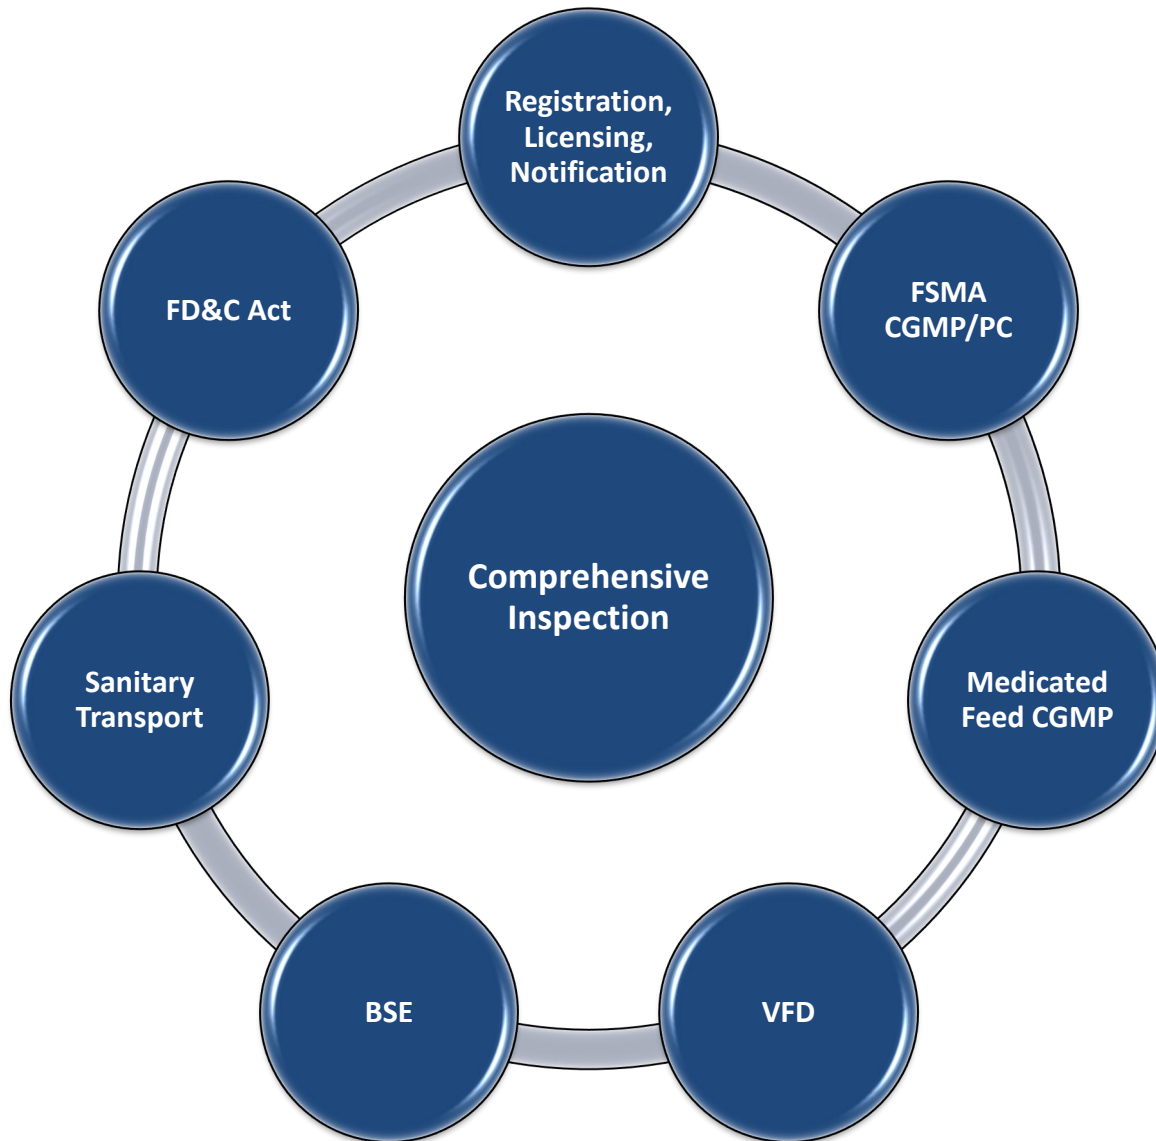 Registration,
Licensing,
Notification
FSMA
CGMP/PC
Medicated
Feed CGMP
VFD
BSE
Sanitary
Transport
FD&C Act
Comprehensive
Inspection